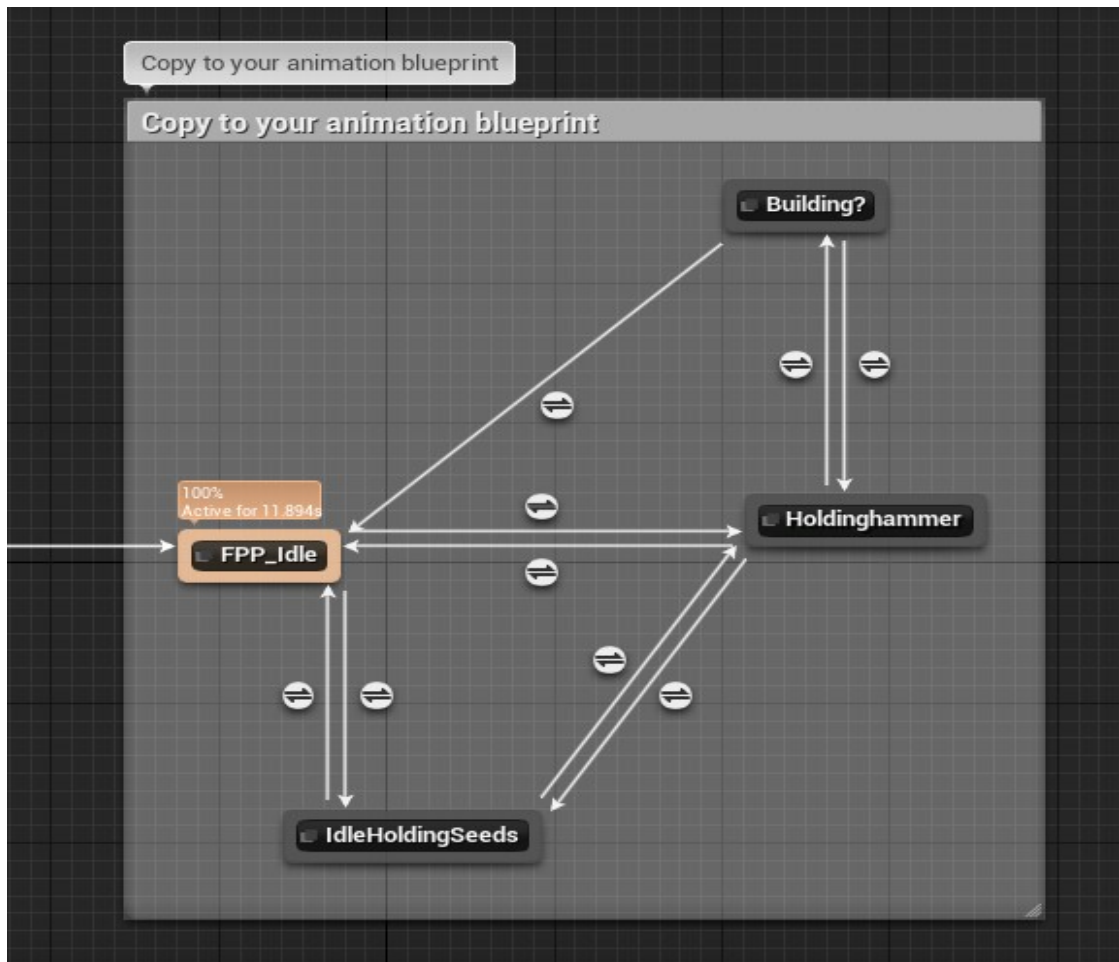 Copy to your animation blueprint
Copy to your animation blueprint
Building?
100%
Active for 11.894s
Holdinghammer
FPP_Idle
IdleHoldingSeeds